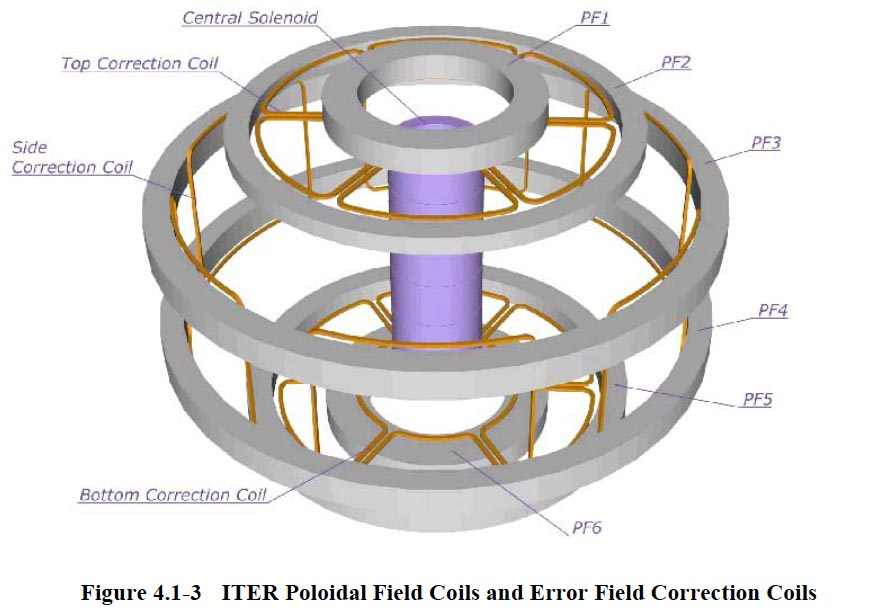 Central Solenoid
PF1
Top Correction Coil
PF2
Side
Correction Coil
PF3
PF4
PF5
Bottom Correction Coil
PF6
Figure 4.1-3 ITER Poloidal Field Coils and Error Field Correction Coils